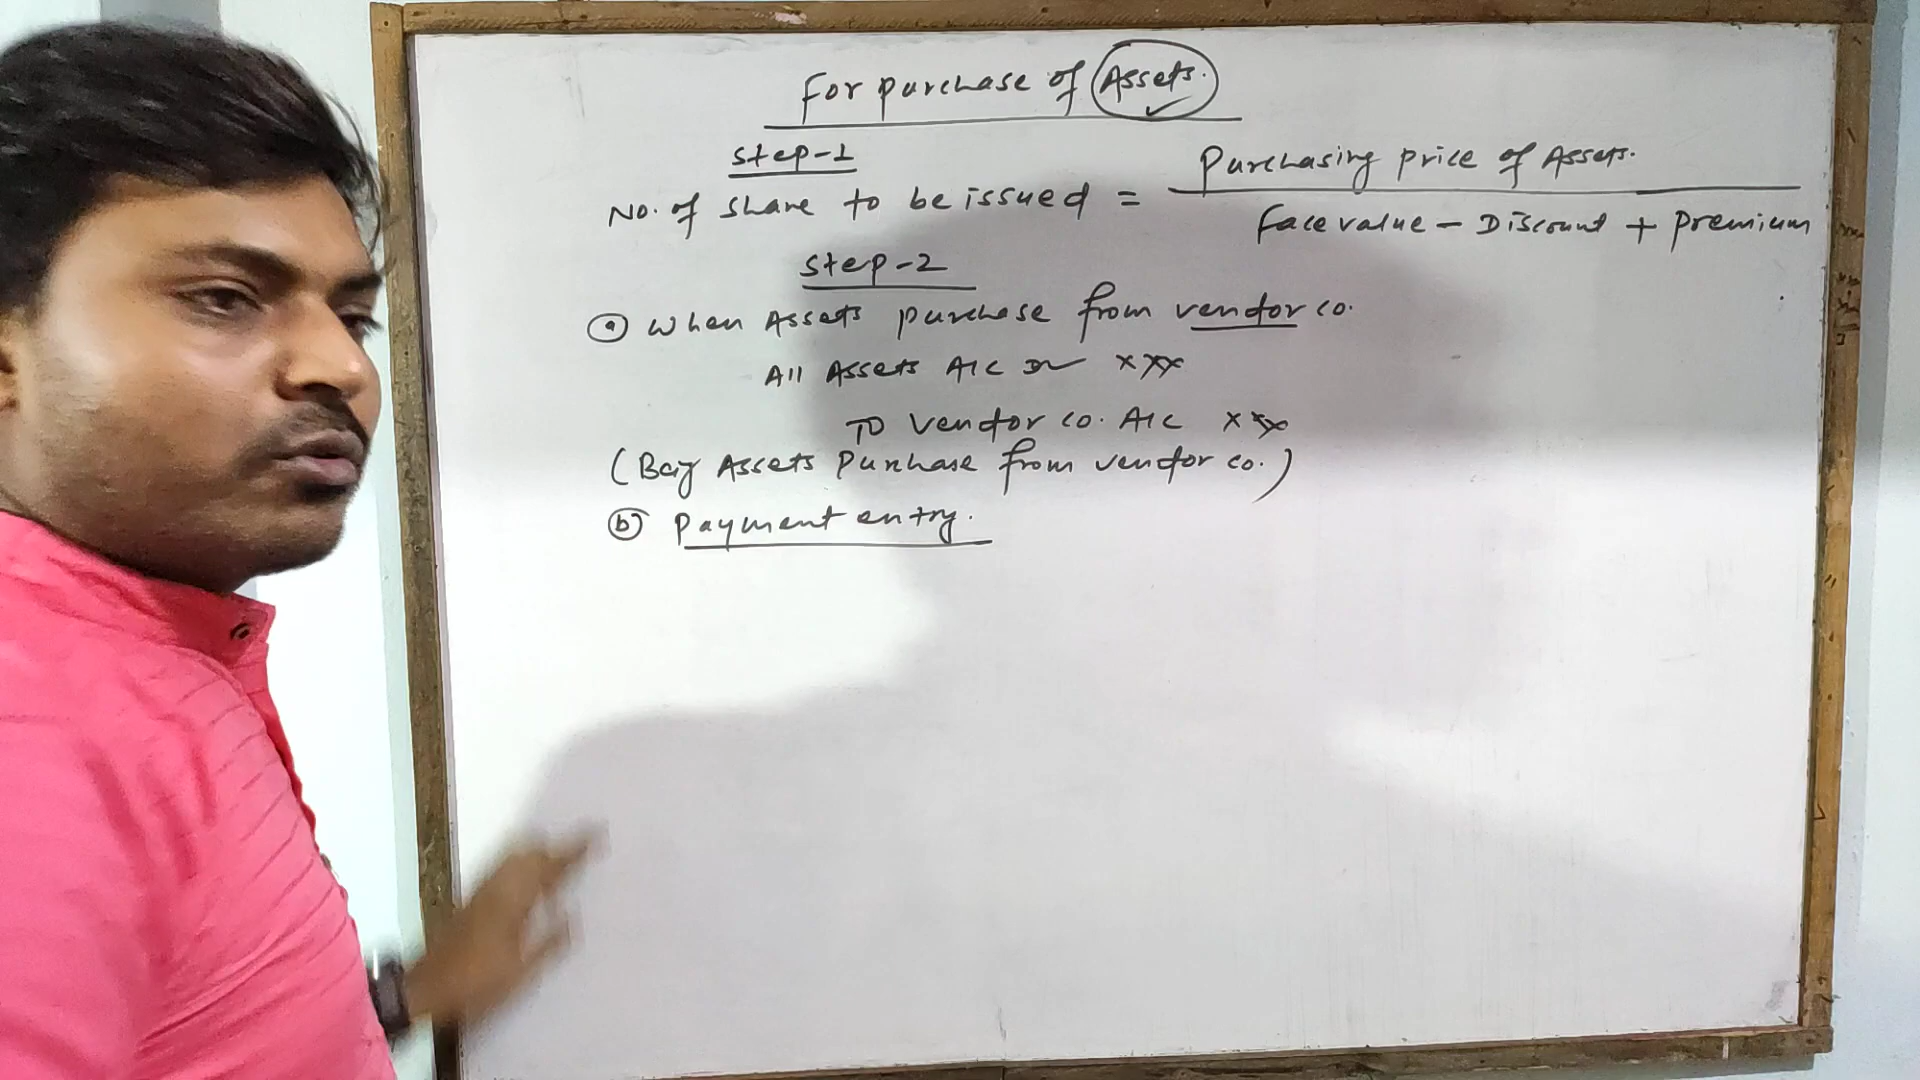 For purchase of Assets.
Step-1
No. of share to be issued = Purchasing price of Assets.
Face value - Discount + Premium
Step-2
(a) When Assets purchase from vendor co.
All Assets A/c Dr xxx
To vendor co. A/c xxx
(Beig Assets Purchase from vendor co.)
(b) Payment entry.